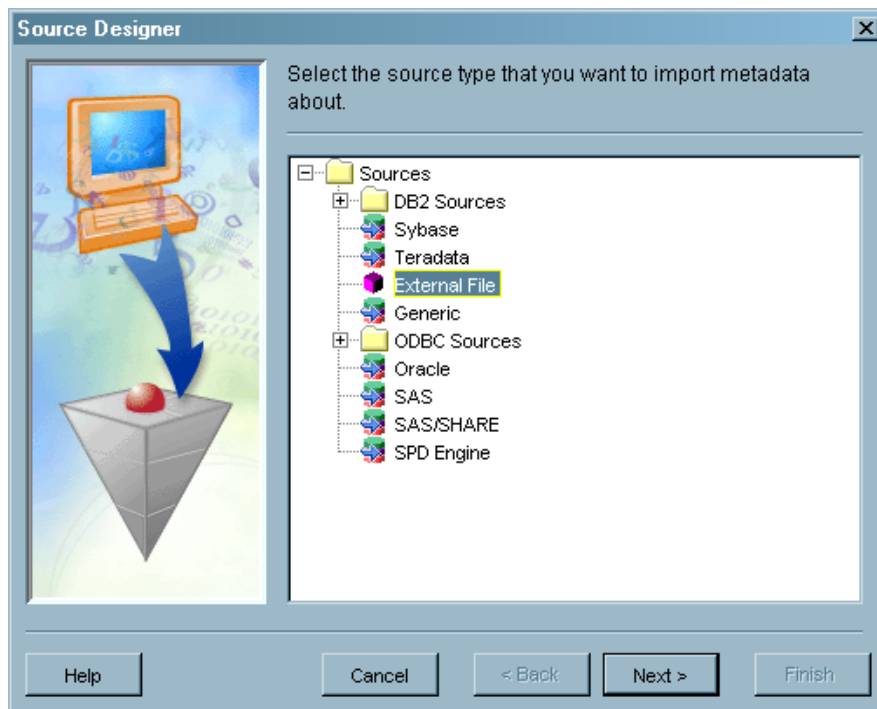 Source Designer
Select the source type that you want to import metadata
about.
Sources
DB2 Sources
Sybase
Teradata
External File
Generic
ODBC Sources
Oracle
SAS
SAS/SHARE
SPD Engine
Help
Cancel
< Back
Next >
Finish